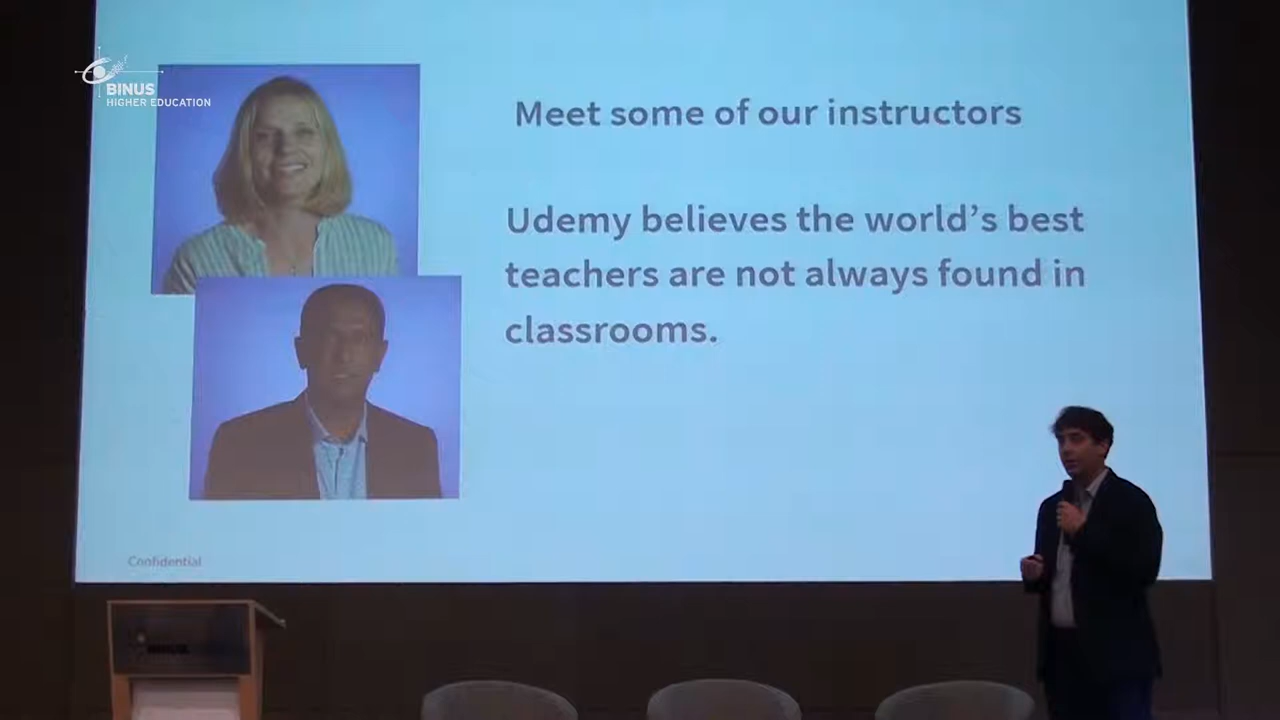 BINUS
HIGHER EDUCATION
Meet some of our instructors
Udemy believes the world’s best
teachers are not always found in
classrooms.
Confidential
BINUS